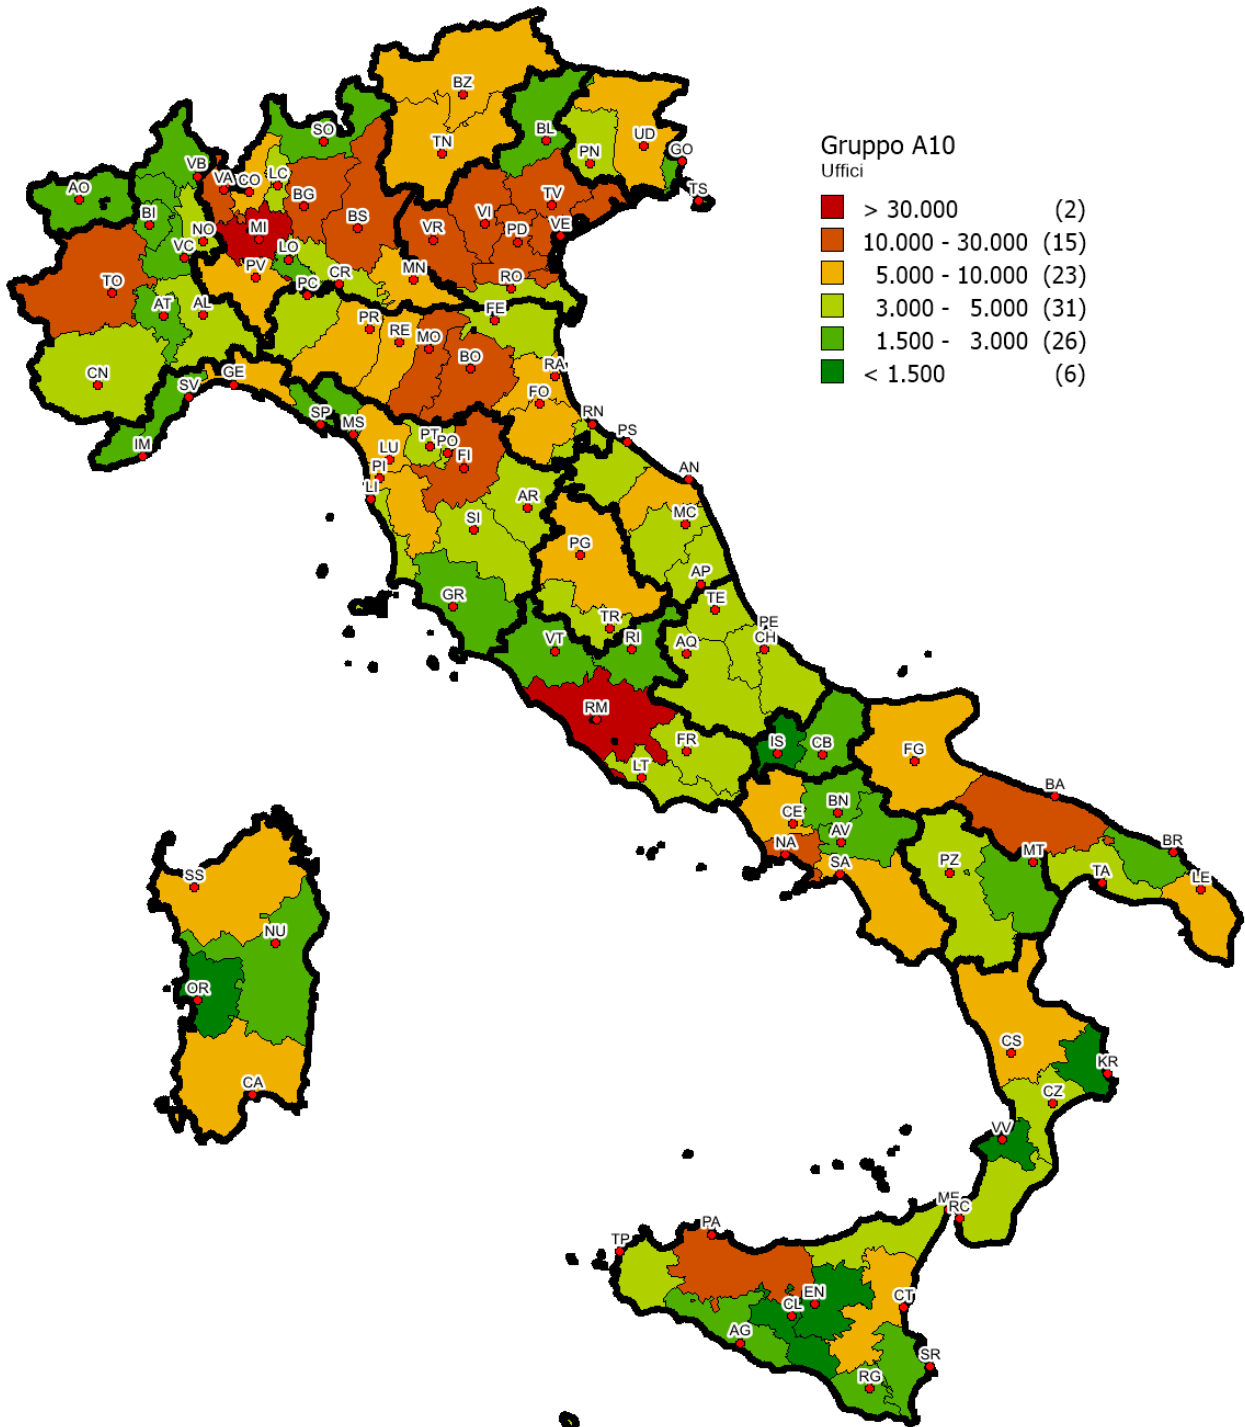 Gruppo A10
Uffici
> 30.000 (2)
10.000 - 30.000 (15)
5.000 - 10.000 (23)
3.000 - 5.000 (31)
1.500 - 3.000 (26)
< 1.500 (6)
BZ
SO
BL
UD
TN
PN
GO
VB
AO
VA
CO
LC
BG
TV
TS
BI
NO
MI
BS
VR
VI
PD
VE
VC
LO
TO
PV
PC
CR
MN
RO
AT
AL
FE
PR
RE
MO
BO
RA
CN
SV
GE
FO
SP
MS
RN
PS
IM
LU
PT
PO
FI
PI
LI
AN
AR
SI
MC
PG
AP
GR
TR
TE
VT
RI
AQ
PE
CH
RM
FR
LT
IS
CB
FG
BA
CE
BN
AV
NA
SA
PZ
MT
TA
BR
LE
SS
NU
OR
CA
CS
KR
CZ
VV
ME
RC
PA
TP
EN
CL
CT
AG
SR
RG